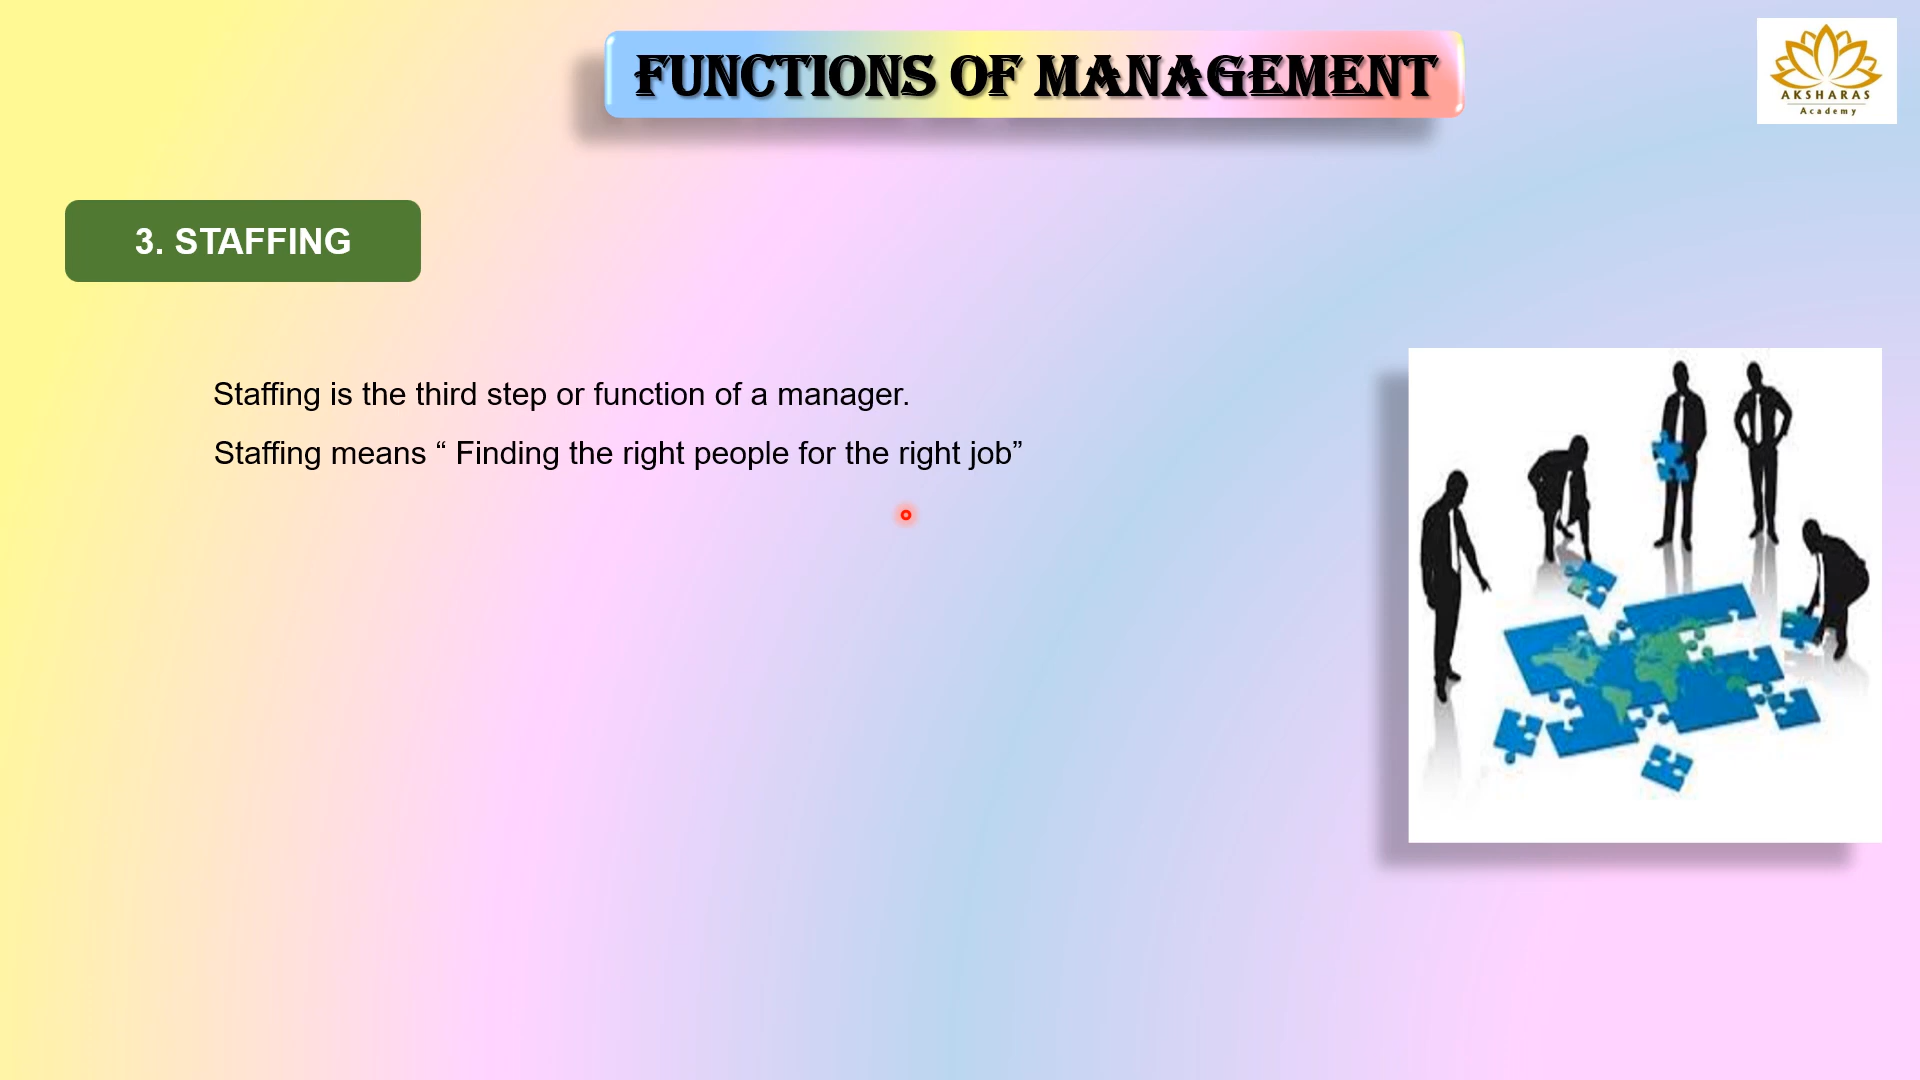 FUNCTIONS OF MANAGEMENT
AKSHARAS
Academy
3. STAFFING
Staffing is the third step or function of a manager.
Staffing means “ Finding the right people for the right job”